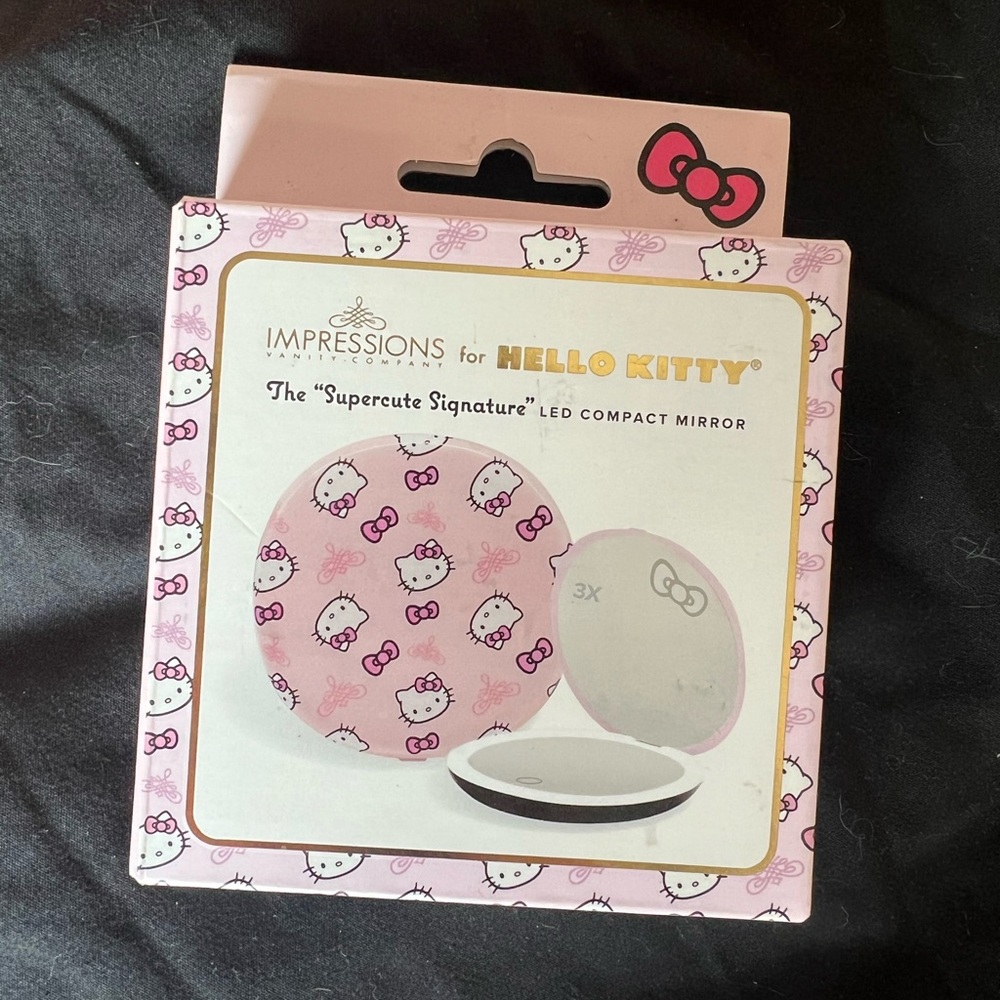 IMPRESSIONS for HELLO KITTY®
VANITY·COMPANY
The "Supercute Signature" LED COMPACT MIRROR
3X